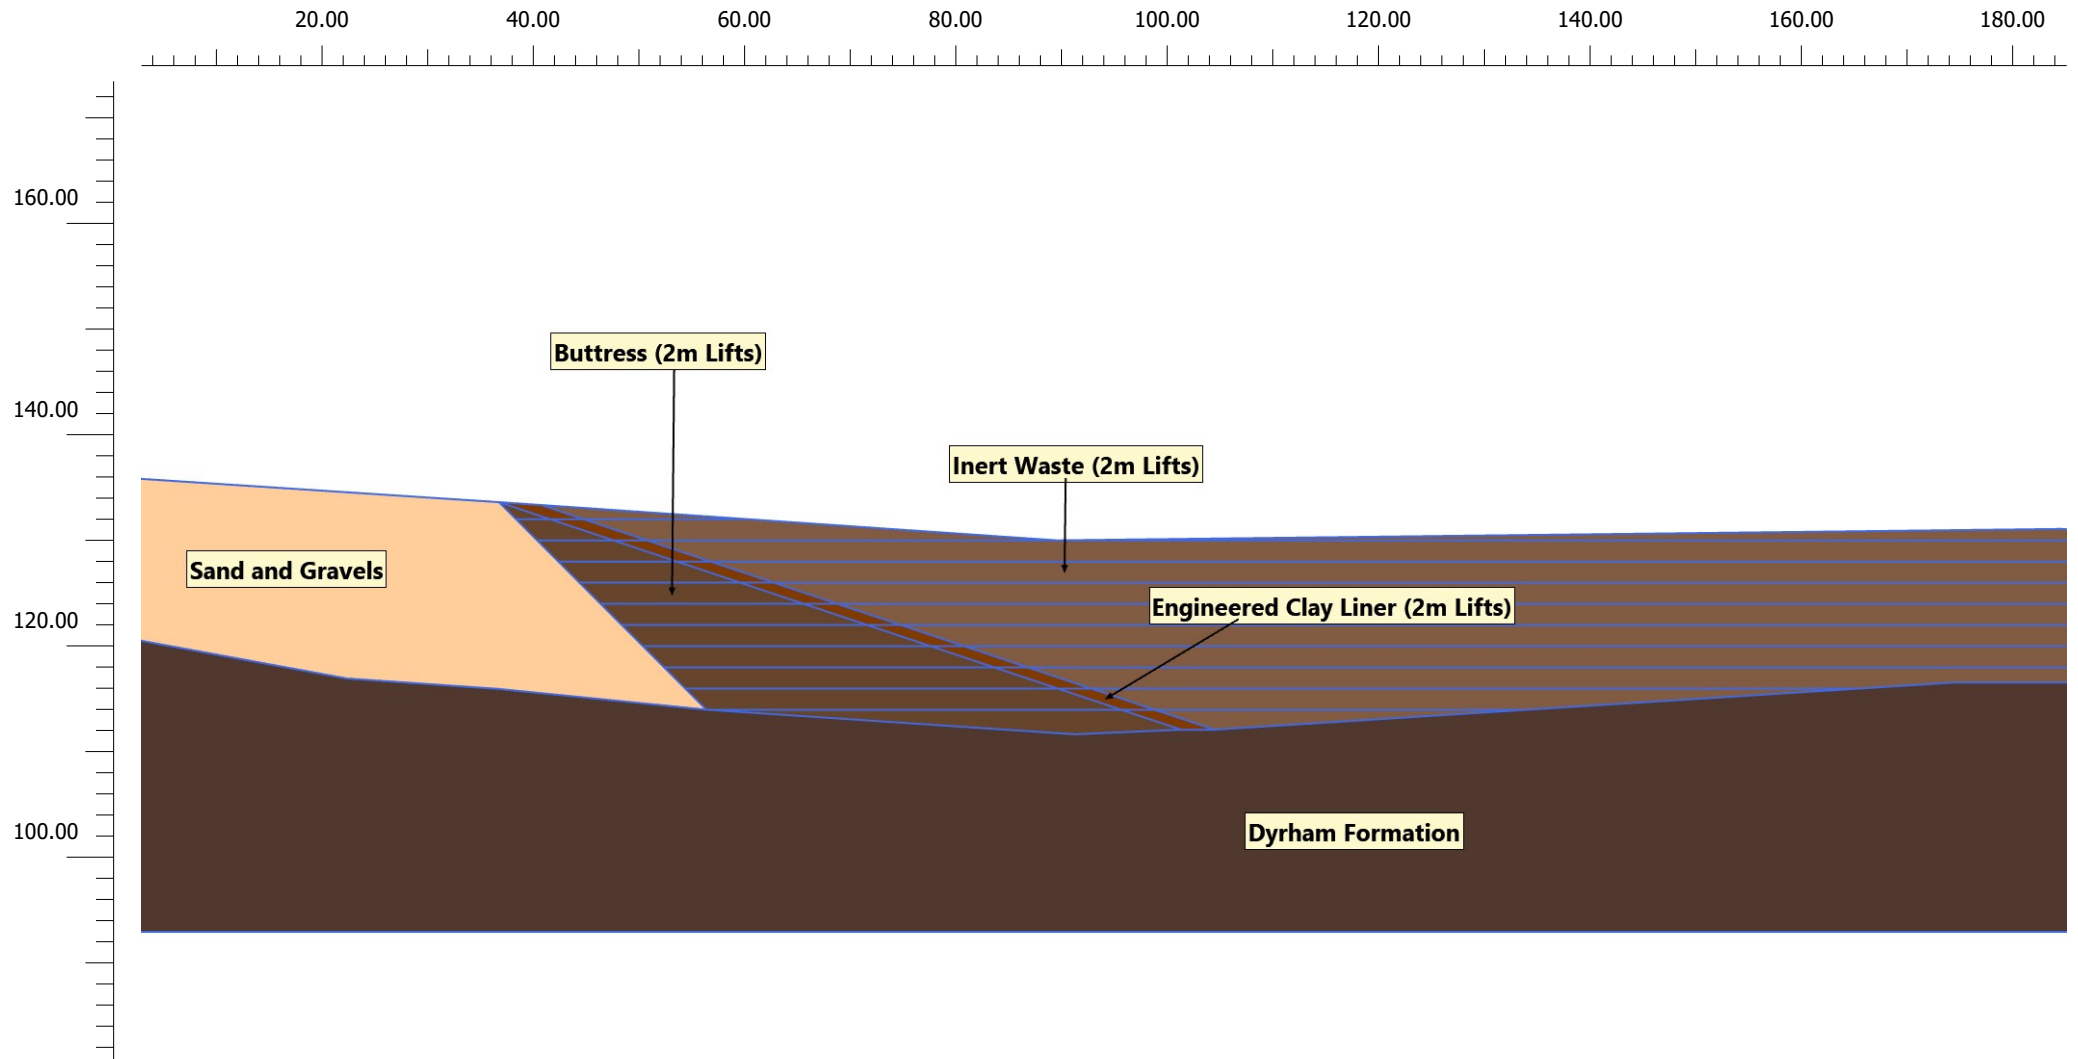 20.00 40.00 60.00 80.00 100.00 120.00 140.00 160.00 180.00
160.00
Buttress (2m Lifts)
140.00
Inert Waste (2m Lifts)
Sand and Gravels
Engineered Clay Liner (2m Lifts)
120.00
100.00
Dyrham Formation